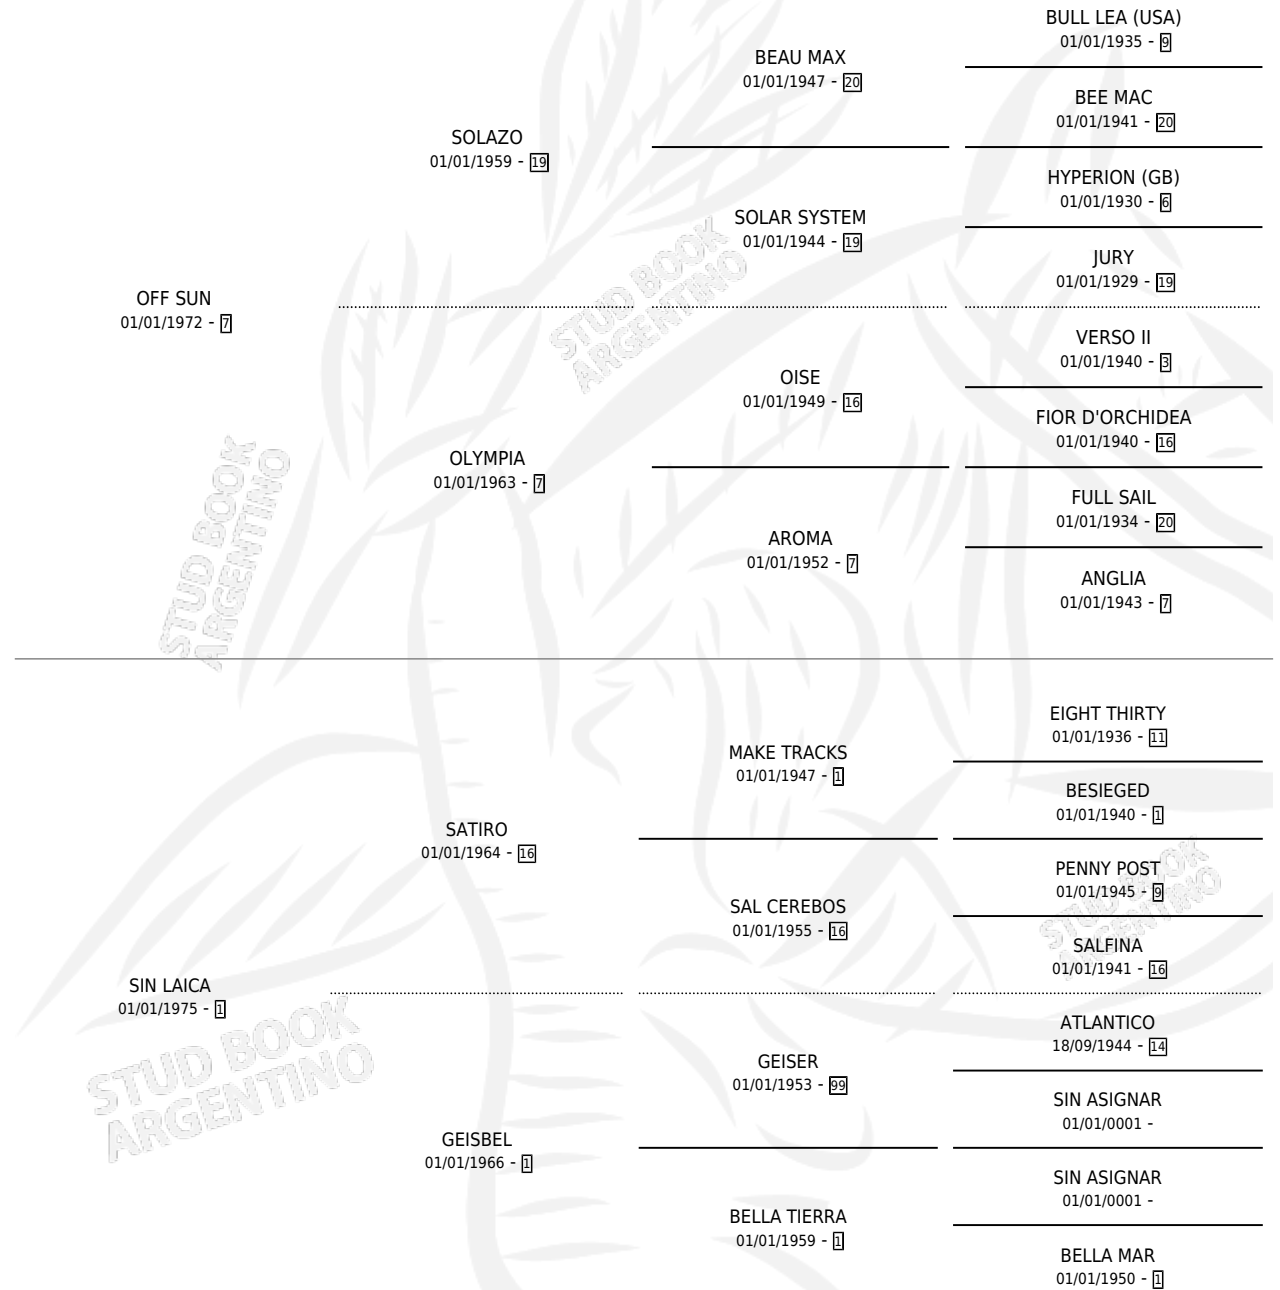 BULL LEA (USA)
01/01/1935 - 9
BEAU MAX
01/01/1947 - 20
BEE MAC
01/01/1941 - 20
SOLAZO
01/01/1959 - 19
HYPERION (GB)
01/01/1930 - 6
SOLAR SYSTEM
01/01/1944 - 19
JURY
01/01/1929 - 19
OFF SUN
01/01/1972 - 7
VERSO II
01/01/1940 - 3
OISE
01/01/1949 - 16
FIOR D'ORCHIDEA
01/01/1940 - 16
OLYMPIA
01/01/1963 - 7
FULL SAIL
01/01/1934 - 20
AROMA
01/01/1952 - 7
ANGLIA
01/01/1943 - 7
EIGHT THIRTY
01/01/1936 - 11
MAKE TRACKS
01/01/1947 - 1
BESIEGED
01/01/1940 - 1
SATIRO
01/01/1964 - 16
PENNY POST
01/01/1945 - 9
SAL CEREBOS
01/01/1955 - 16
SALFINA
01/01/1941 - 16
SIN LAICA
01/01/1975 - 1
ATLANTICO
18/09/1944 - 14
GEISER
01/01/1953 - 99
SIN ASIGNAR
01/01/0001 -
GEISBEL
01/01/1966 - 1
SIN ASIGNAR
01/01/0001 -
BELLA TIERRA
01/01/1959 - 1
BELLA MAR
01/01/1950 - 1
STUD BOOK
ARGENTINO
STUD BOOK
ARGENTINO
STUD BOOK
ARGENTINO
STUD BOOK
ARGENTINO